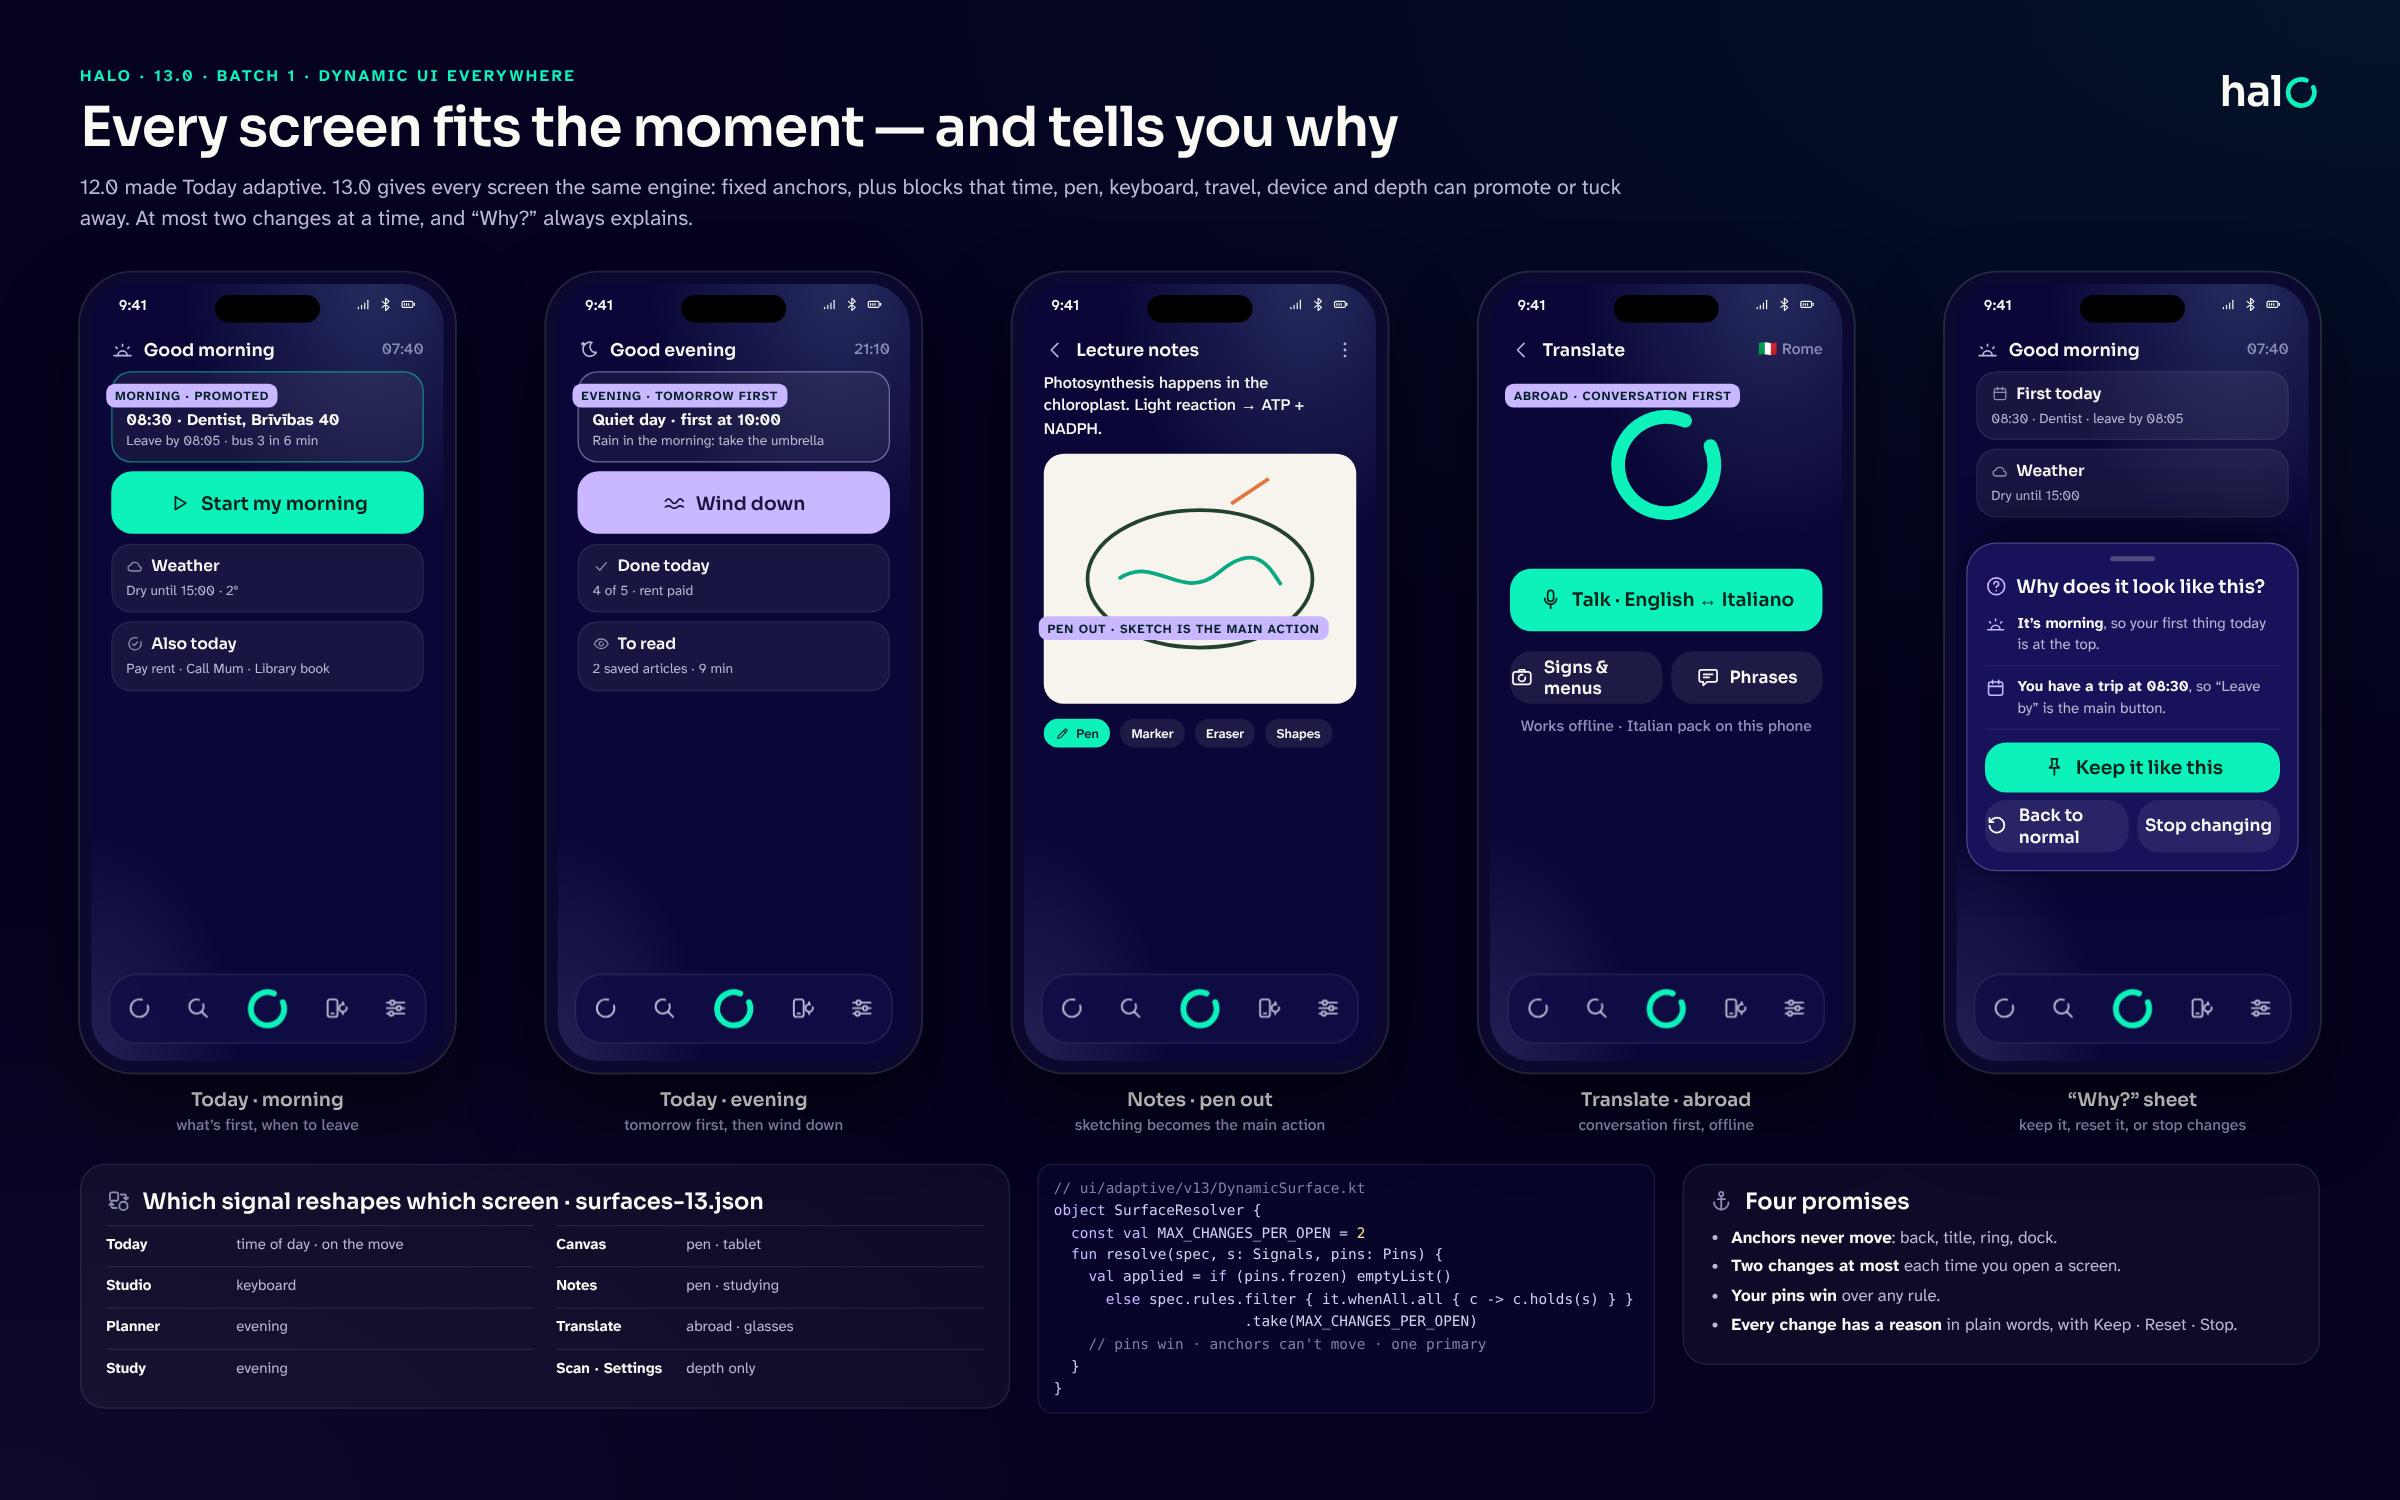 HALO · 13.0 · BATCH 1 · DYNAMIC UI EVERYWHERE
halo
Every screen fits the moment — and tells you why
12.0 made Today adaptive. 13.0 gives every screen the same engine: fixed anchors, plus blocks that time, pen, keyboard, travel, device and depth can promote or tuck
away. At most two changes at a time, and “Why?” always explains.
9:41
Good morning
07:40
MORNING · PROMOTED
08:30 · Dentist, Brīvības 40
Leave by 08:05 · bus 3 in 6 min
Start my morning
Weather
Dry until 15:00 · 2°
Also today
Pay rent · Call Mum · Library book
Today · morning
what’s first, when to leave
9:41
Good evening
21:10
EVENING · TOMORROW FIRST
Quiet day · first at 10:00
Rain in the morning: take the umbrella
Wind down
Done today
4 of 5 · rent paid
To read
2 saved articles · 9 min
Today · evening
tomorrow first, then wind down
9:41
Lecture notes
Photosynthesis happens in the
chloroplast. Light reaction → ATP +
NADPH.
PEN OUT · SKETCH IS THE MAIN ACTION
Pen
Marker
Eraser
Shapes
Notes · pen out
sketching becomes the main action
9:41
Translate
Rome
ABROAD · CONVERSATION FIRST
Talk · English ↔ Italiano
Signs &
menus
Phrases
Works offline · Italian pack on this phone
Translate · abroad
conversation first, offline
9:41
Good morning
07:40
First today
08:30 · Dentist · leave by 08:05
Weather
Dry until 15:00
Why does it look like this?
It’s morning, so your first thing today
is at the top.
You have a trip at 08:30, so “Leave
by” is the main button.
Keep it like this
Back to
normal
Stop changing
“Why?” sheet
keep it, reset it, or stop changes
Which signal reshapes which screen · surfaces-13.json
Today time of day · on the move
Studio keyboard
Planner evening
Study evening
Canvas pen · tablet
Notes pen · studying
Translate abroad · glasses
Scan · Settings depth only
// ui/adaptive/v13/DynamicSurface.kt
object SurfaceResolver {
  const val MAX_CHANGES_PER_OPEN = 2
  fun resolve(spec, s: Signals, pins: Pins) {
    val applied = if (pins.frozen) emptyList()
      else spec.rules.filter { it.whenAll.all { c -> c.holds(s) } }
                      .take(MAX_CHANGES_PER_OPEN)
    // pins win · anchors can't move · one primary
  }
}
Four promises
• Anchors never move: back, title, ring, dock.
• Two changes at most each time you open a screen.
• Your pins win over any rule.
• Every change has a reason in plain words, with Keep · Reset · Stop.